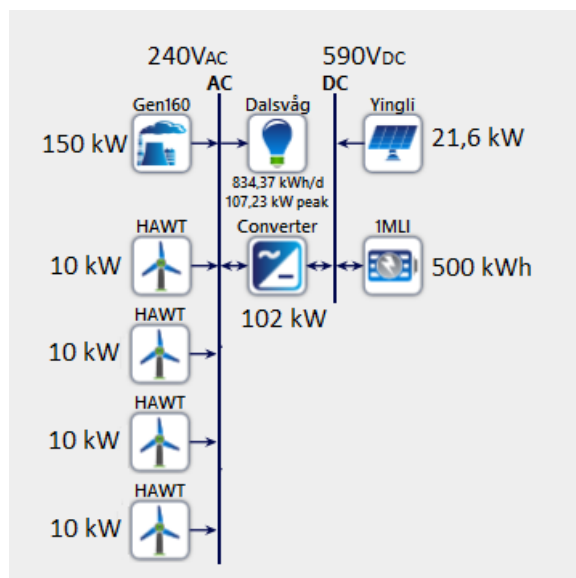 240VAC 590VDC
AC DC
Gen160 Dalsvåg Yingli
150 kW 21,6 kW
834,37 kWh/d
107,23 kW peak
HAWT Converter 1MLI
10 kW 500 kWh
102 kW
HAWT
10 kW
HAWT
10 kW
HAWT
10 kW